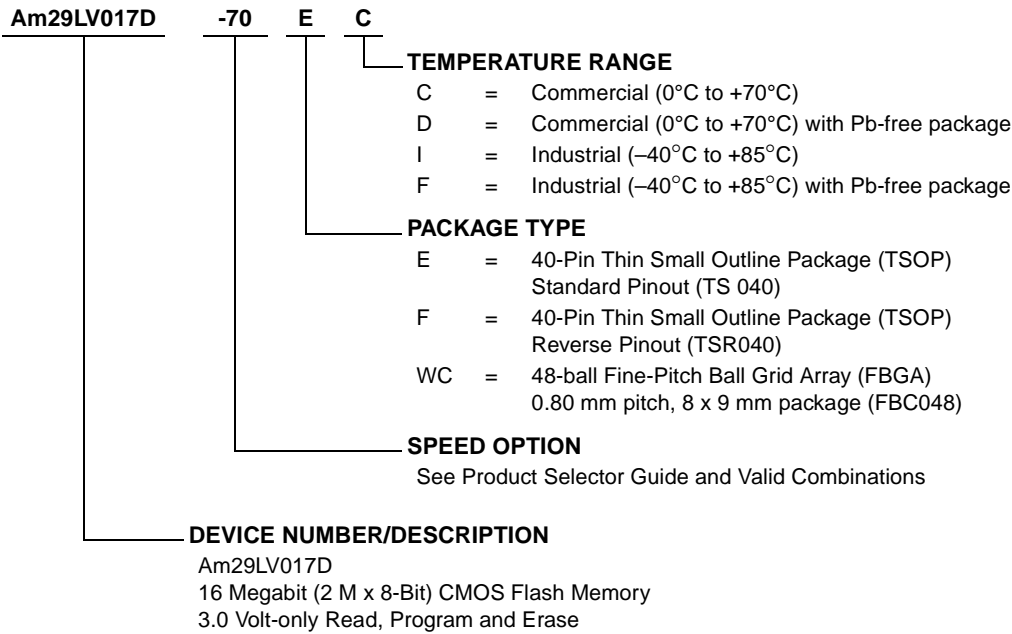 Am29LV017D -70 E C
TEMPERATURE RANGE
C = Commercial (0°C to +70°C)
D = Commercial (0°C to +70°C) with Pb-free package
I = Industrial (–40°C to +85°C)
F = Industrial (–40°C to +85°C) with Pb-free package
PACKAGE TYPE
E = 40-Pin Thin Small Outline Package (TSOP)
Standard Pinout (TS 040)
F = 40-Pin Thin Small Outline Package (TSOP)
Reverse Pinout (TSR040)
WC = 48-ball Fine-Pitch Ball Grid Array (FBGA)
0.80 mm pitch, 8 x 9 mm package (FBC048)
SPEED OPTION
See Product Selector Guide and Valid Combinations
DEVICE NUMBER/DESCRIPTION
Am29LV017D
16 Megabit (2 M x 8-Bit) CMOS Flash Memory
3.0 Volt-only Read, Program and Erase